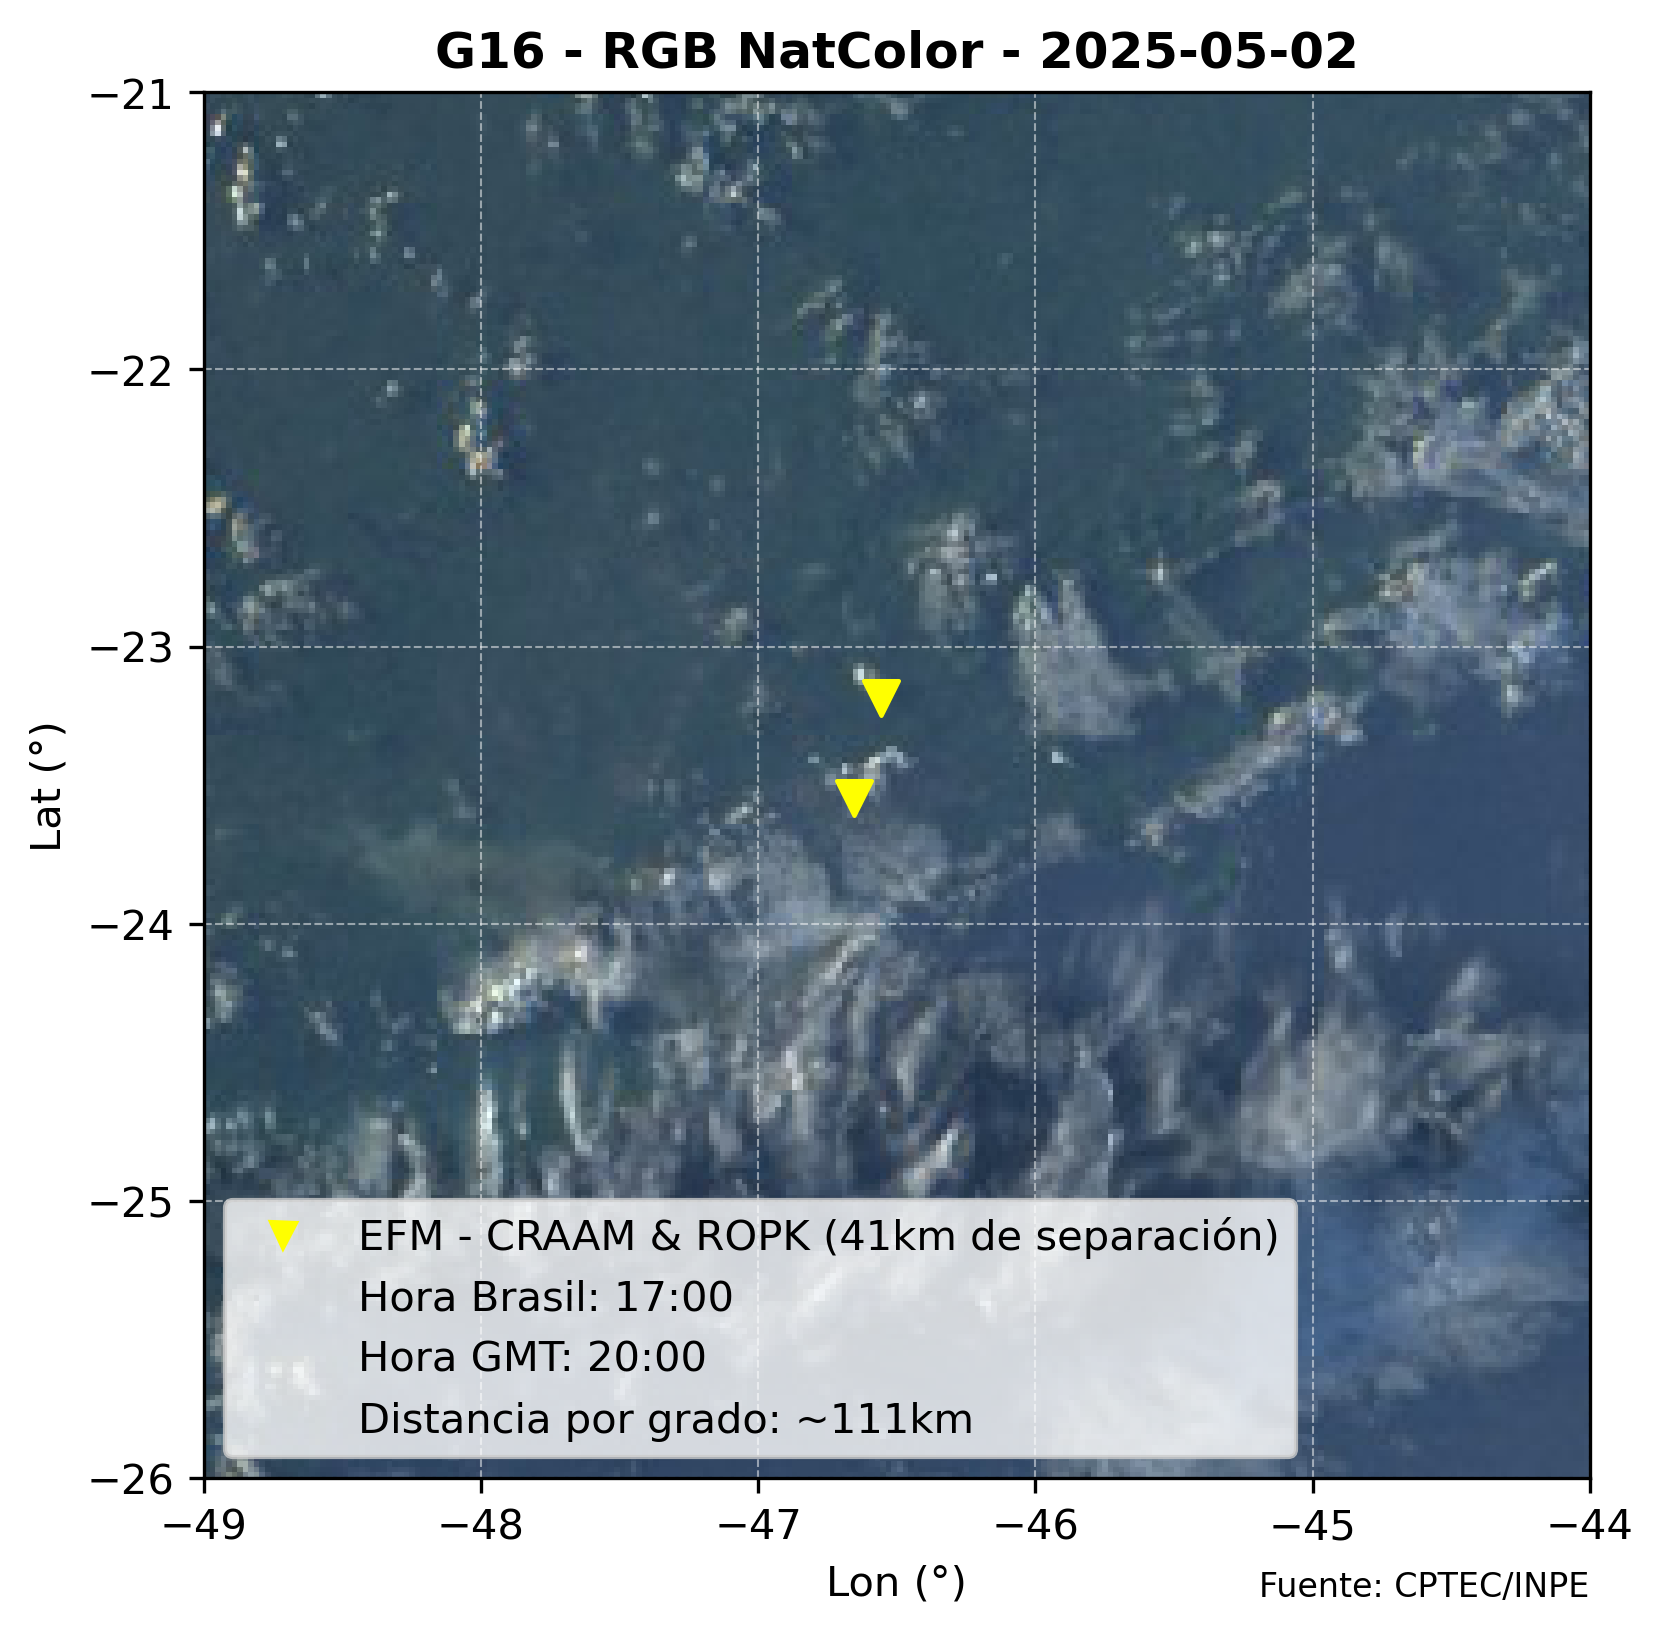 G16 - RGB NatColor - 2025-05-02
−21
−22
−23
−24
−25
−26
Lat (°)
EFM - CRAAM & ROPK (41km de separación)
Hora Brasil: 17:00
Hora GMT: 20:00
Distancia por grado: ~111km
−49 −48 −47 −46 −45 −44
Lon (°)
Fuente: CPTEC/INPE